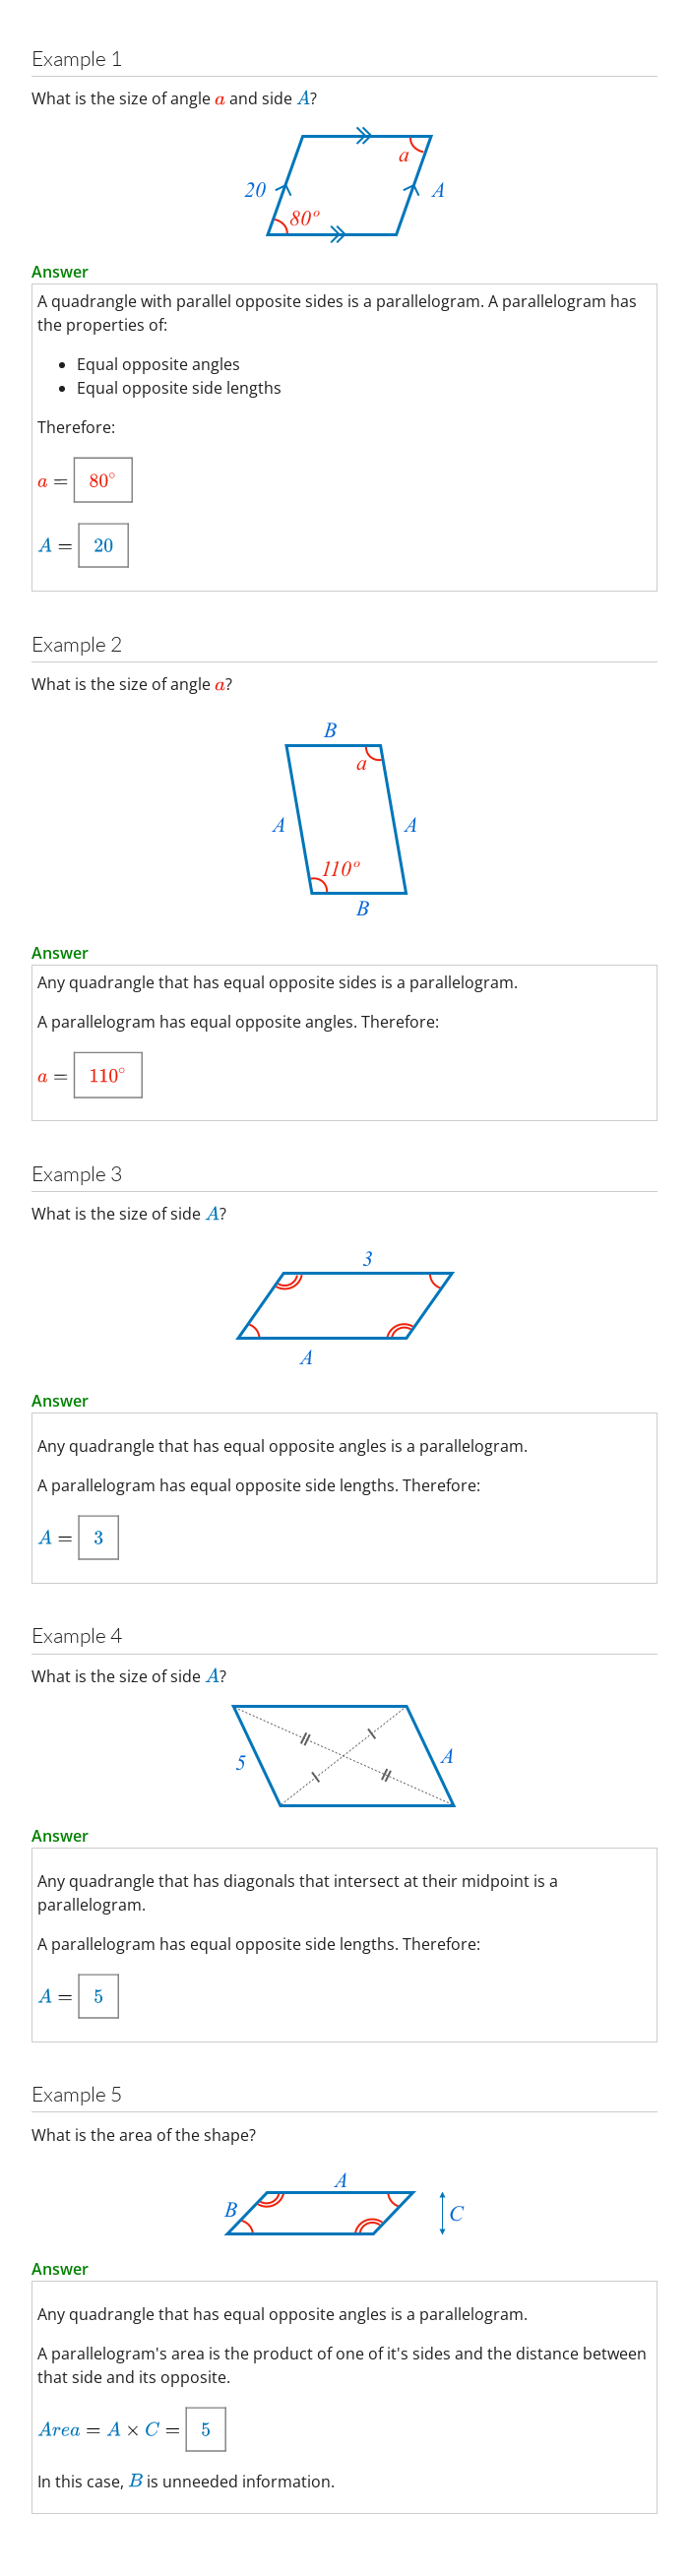 Example 1
What is the size of angle a and side A?
a
20
A
80°
Answer
A quadrangle with parallel opposite sides is a parallelogram. A parallelogram has
the properties of:
• Equal opposite angles
• Equal opposite side lengths
Therefore:
a = 80°
A = 20
Example 2
What is the size of angle a?
B
a
A
A
110°
B
Answer
Any quadrangle that has equal opposite sides is a parallelogram.
A parallelogram has equal opposite angles. Therefore:
a = 110°
Example 3
What is the size of side A?
3
A
Answer
Any quadrangle that has equal opposite angles is a parallelogram.
A parallelogram has equal opposite side lengths. Therefore:
A = 3
Example 4
What is the size of side A?
5
A
Answer
Any quadrangle that has diagonals that intersect at their midpoint is a
parallelogram.
A parallelogram has equal opposite side lengths. Therefore:
A = 5
Example 5
What is the area of the shape?
A
B
C
Answer
Any quadrangle that has equal opposite angles is a parallelogram.
A parallelogram's area is the product of one of it's sides and the distance between
that side and its opposite.
Area = A × C = 5
In this case, B is unneeded information.